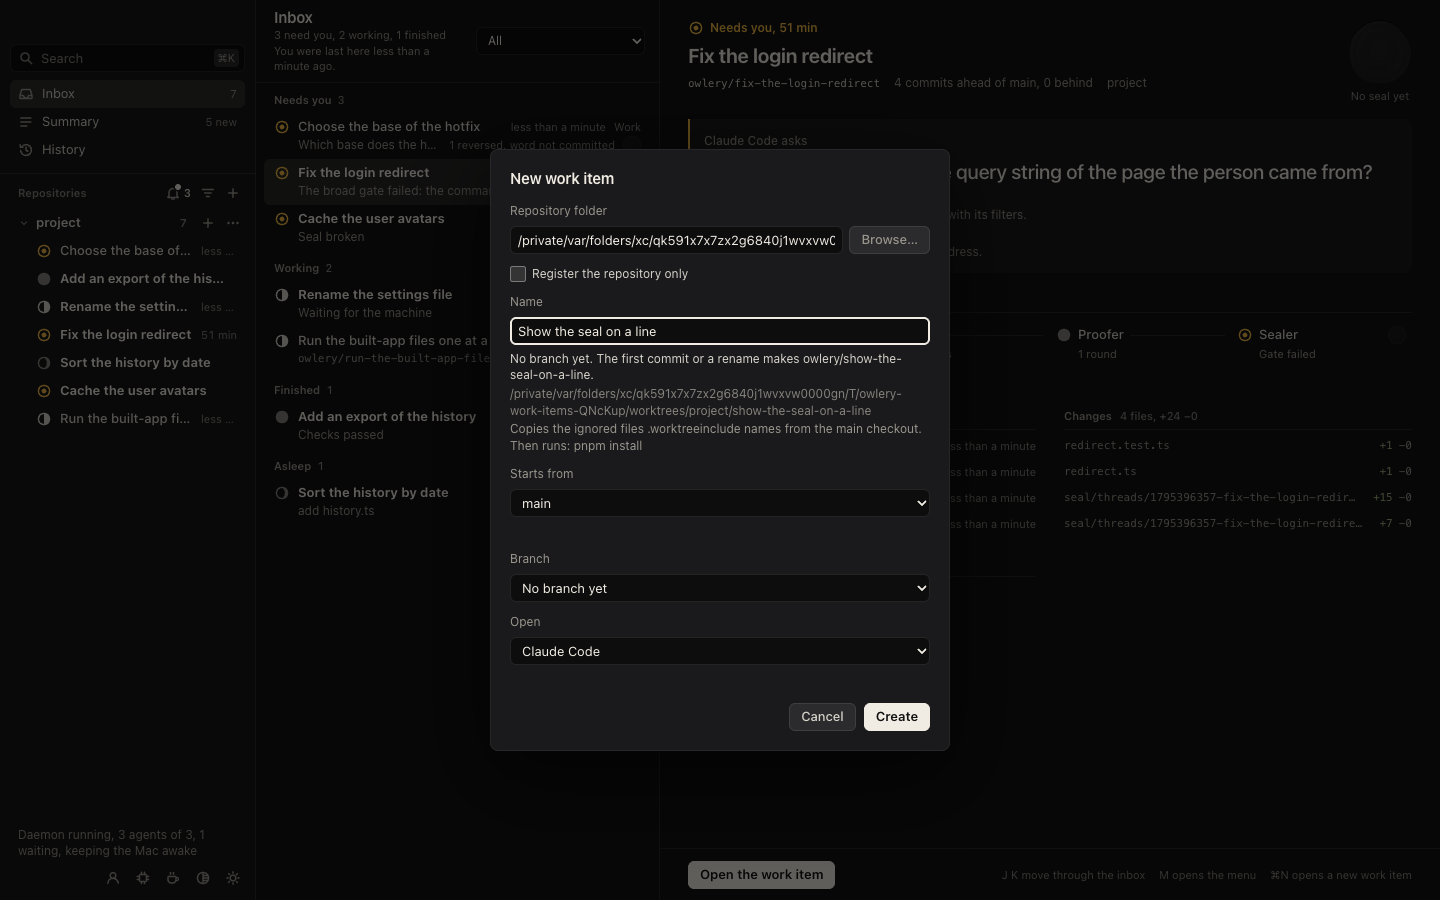 Search ⌘K
Inbox 7
Summary 5 new
History
Repositories 3
project 7
Choose the base of... less ...
Add an export of the his...
Rename the settin... less ...
Fix the login redirect 51 min
Sort the history by date
Cache the user avatars
Run the built-app fi... less ...
Daemon running, 3 agents of 3, 1
waiting, keeping the Mac awake
Inbox
3 need you, 2 working, 1 finished
You were last here less than a
minute ago.
All
Needs you 3
Choose the base of the hotfix less than a minute Work
Which base does the h... 1 reversed, word not committed
Fix the login redirect
The broad gate failed: the comma
Cache the user avatars
Seal broken
Working 2
Rename the settings file
Waiting for the machine
Run the built-app files one at a
owlery/run-the-built-app-file
Finished 1
Add an export of the history
Checks passed
Asleep 1
Sort the history by date
add history.ts
New work item
Repository folder
/private/var/folders/xc/qk591x7x7zx2g6840j1wvxvw0
Browse...
Register the repository only
Name
Show the seal on a line
No branch yet. The first commit or a rename makes owlery/show-the-
seal-on-a-line.
/private/var/folders/xc/qk591x7x7zx2g6840j1wvxvw0000gn/T/owlery-
work-items-QNcKup/worktrees/project/show-the-seal-on-a-line
Copies the ignored files .worktreeinclude names from the main checkout.
Then runs: pnpm install
Starts from
main
Branch
No branch yet
Open
Claude Code
Cancel
Create
Needs you, 51 min
Fix the login redirect
owlery/fix-the-login-redirect 4 commits ahead of main, 0 behind project
No seal yet
Claude Code asks
query string of the page the person came from?
with its filters.
dress.
Proofer
1 round
Sealer
Gate failed
Changes 4 files, +24 −0
ss than a minute
redirect.test.ts +1 −0
ss than a minute
redirect.ts +1 −0
ss than a minute
seal/threads/1795396357-fix-the-login-redir… +15 −0
ss than a minute
seal/threads/1795396357-fix-the-login-redire… +7 −0
Open the work item
J K move through the inbox M opens the menu ⌘N opens a new work item